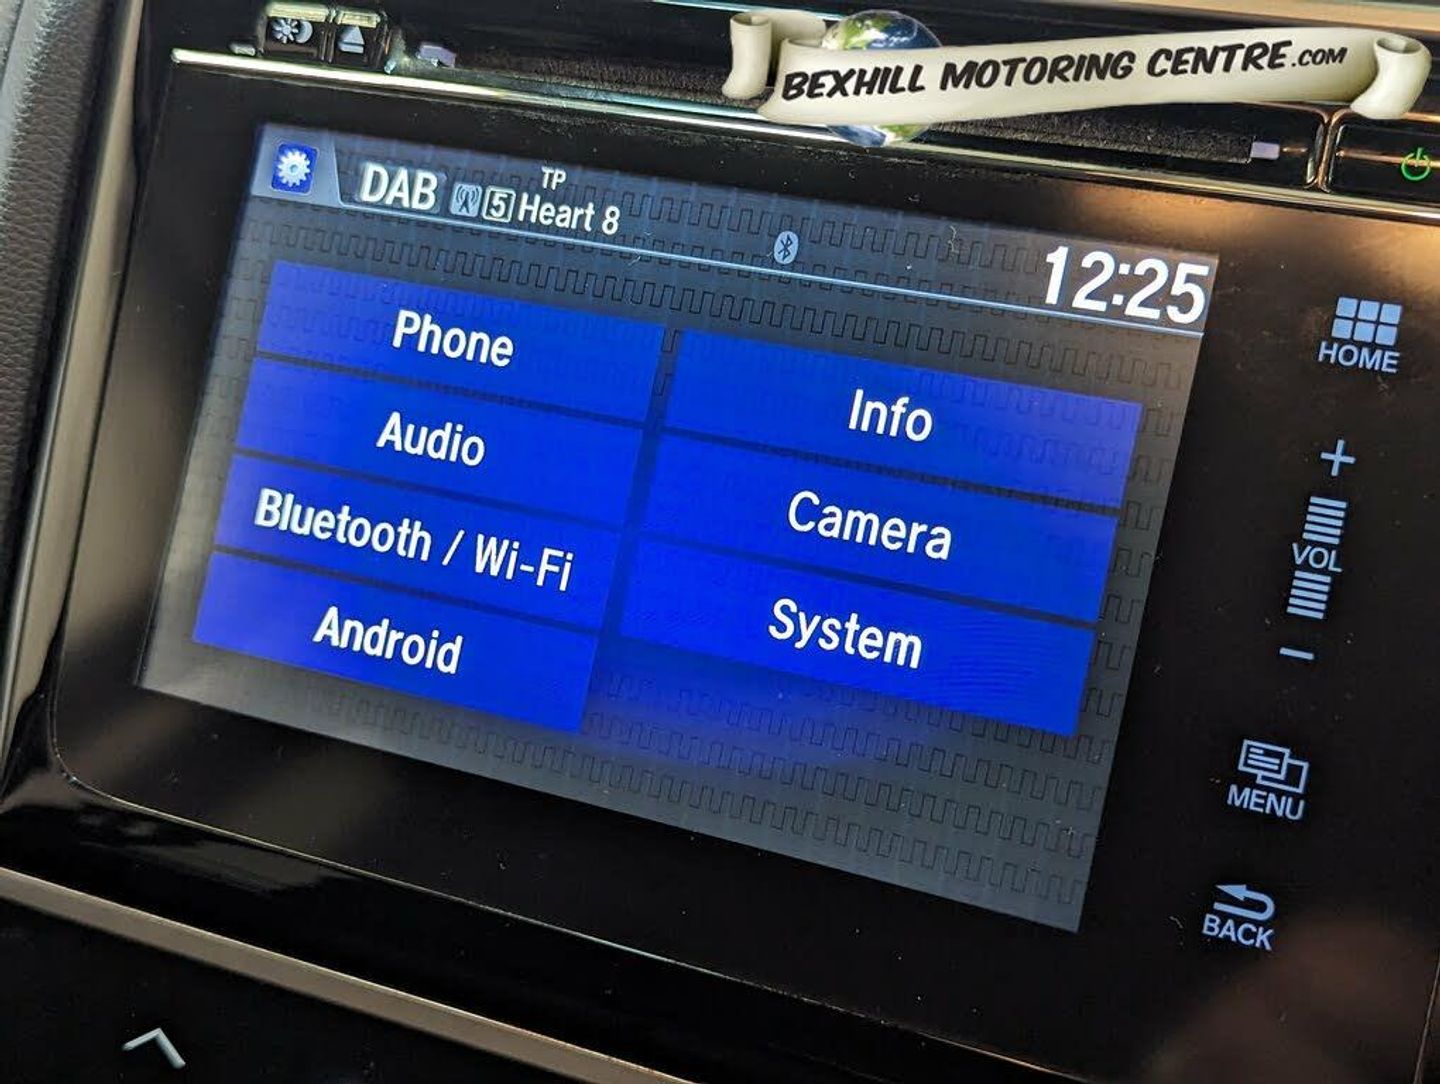 BEXHILL MOTORING CENTRE.COM
TP
DAB 5 Heart 8
12:25
Phone
Audio
Bluetooth / Wi-Fi
Android
Info
Camera
System
HOME
+
VOL
−
MENU
BACK